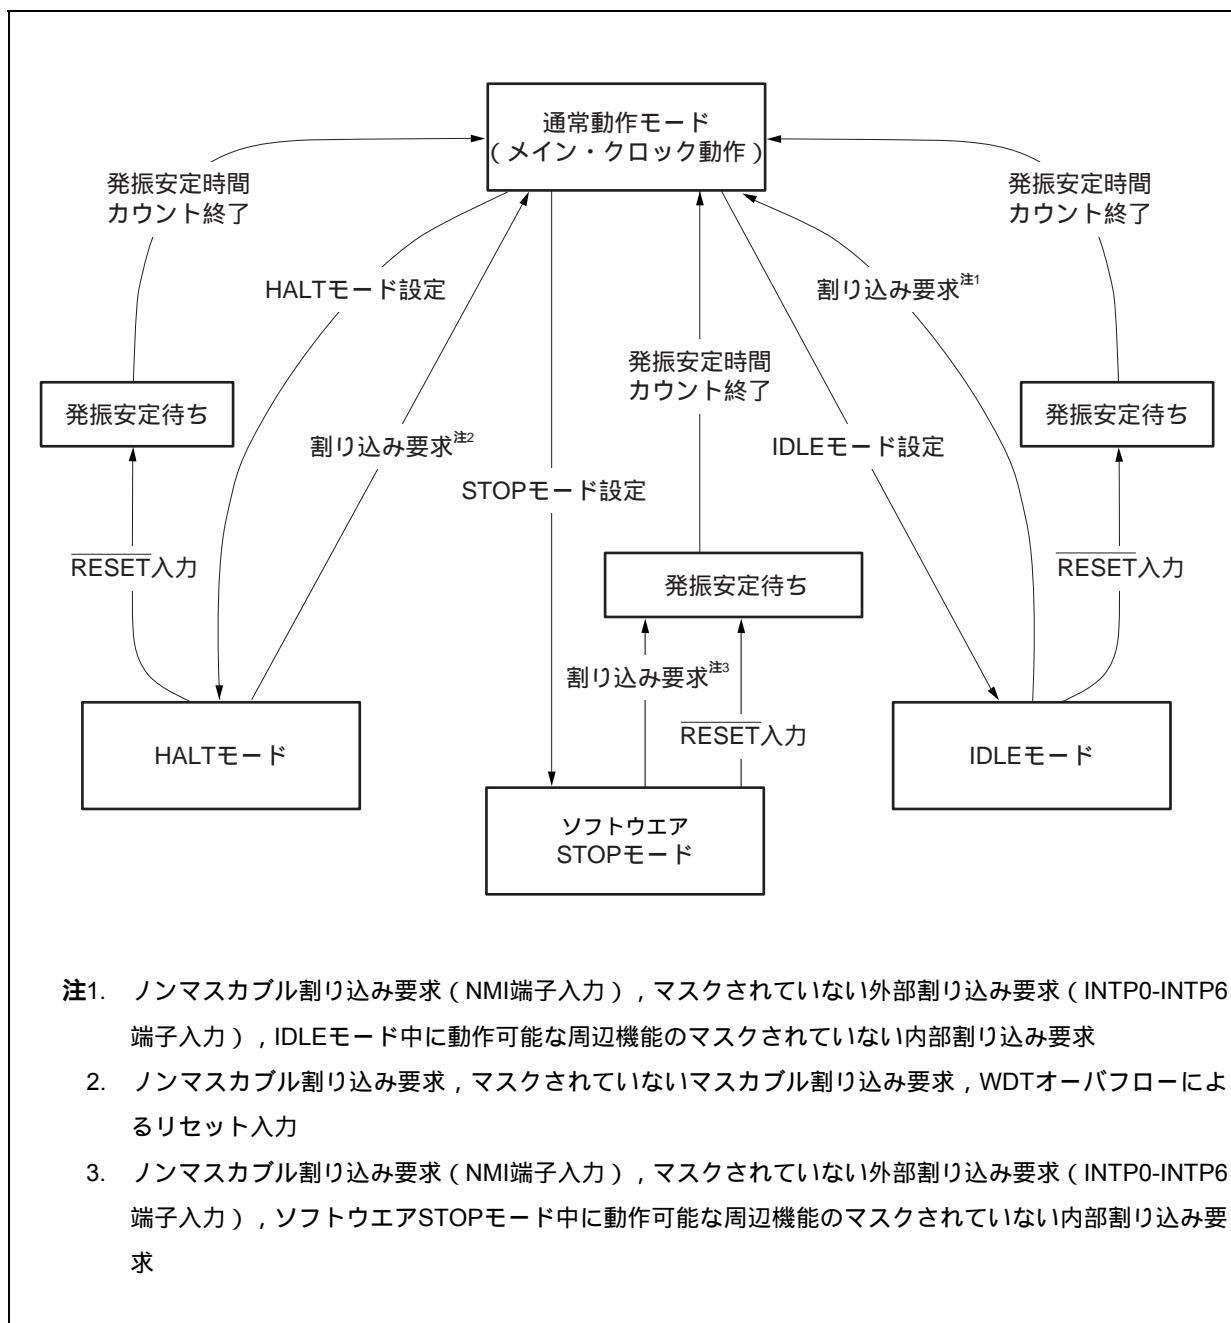 通常動作モード
（メイン・クロック動作）
発振安定時間
カウント終了
発振安定時間
カウント終了
HALTモード設定
割り込み要求注1
発振安定時間
カウント終了
発振安定待ち
発振安定待ち
割り込み要求注2
IDLEモード設定
STOPモード設定
RESET入力
発振安定待ち
RESET入力
割り込み要求注3
RESET入力
HALTモード
IDLEモード
ソフトウエア
STOPモード
注1. ノンマスカブル割り込み要求（NMI端子入力），マスクされていない外部割り込み要求（INTP0-INTP6
端子入力），IDLEモード中に動作可能な周辺機能のマスクされていない内部割り込み要求
2. ノンマスカブル割り込み要求，マスクされていないマスカブル割り込み要求，WDTオーバフローによ
るリセット入力
3. ノンマスカブル割り込み要求（NMI端子入力），マスクされていない外部割り込み要求（INTP0-INTP6
端子入力），ソフトウエアSTOPモード中に動作可能な周辺機能のマスクされていない内部割り込み要
求